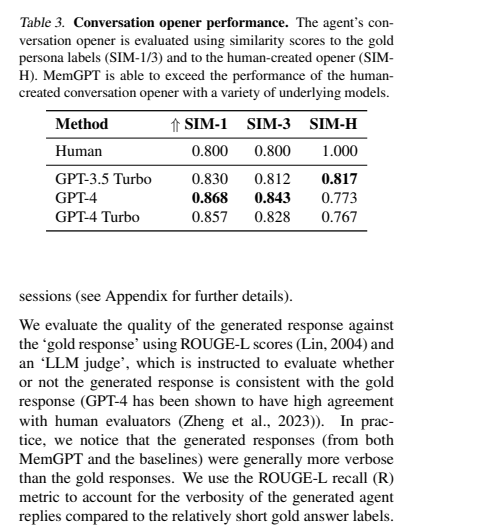 Table 3. Conversation opener performance. The agent's con-
versation opener is evaluated using similarity scores to the gold
persona labels (SIM-1/3) and to the human-created opener (SIM-
H). MemGPT is able to exceed the performance of the human-
created conversation opener with a variety of underlying models.
Method ⇑ SIM-1 SIM-3 SIM-H
Human 0.800 0.800 1.000
GPT-3.5 Turbo 0.830 0.812 0.817
GPT-4 0.868 0.843 0.773
GPT-4 Turbo 0.857 0.828 0.767
sessions (see Appendix for further details).
We evaluate the quality of the generated response against
the 'gold response' using ROUGE-L scores (Lin, 2004) and
an 'LLM judge', which is instructed to evaluate whether
or not the generated response is consistent with the gold
response (GPT-4 has been shown to have high agreement
with human evaluators (Zheng et al., 2023)). In prac-
tice, we notice that the generated responses (from both
MemGPT and the baselines) were generally more verbose
than the gold responses. We use the ROUGE-L recall (R)
metric to account for the verbosity of the generated agent
replies compared to the relatively short gold answer labels.